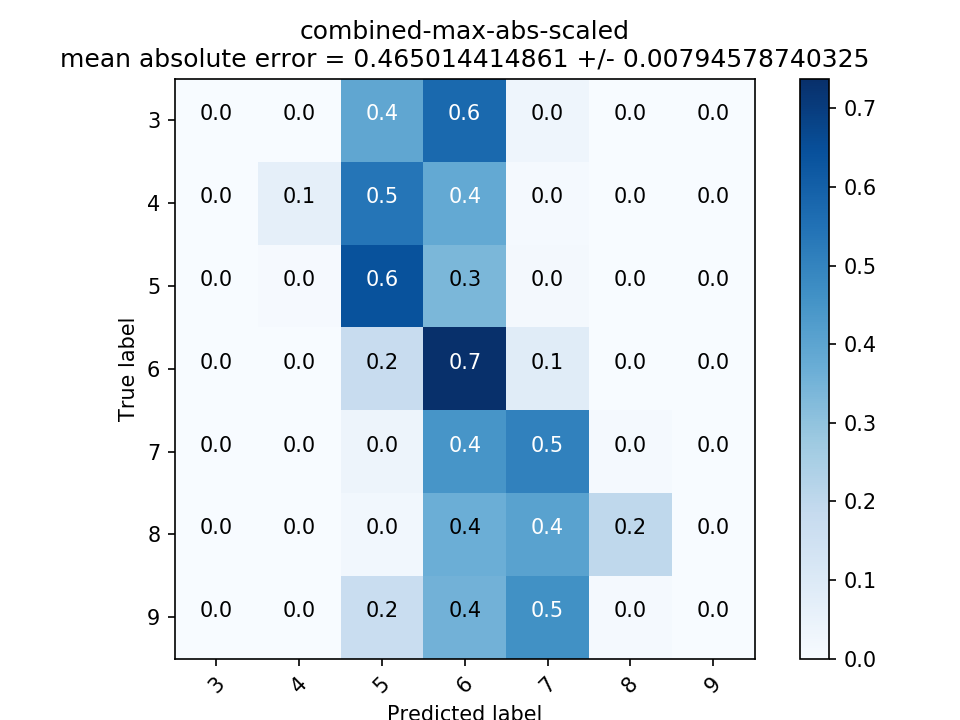 combined-max-abs-scaled
mean absolute error = 0.465014414861 +/- 0.00794578740325
3 0.0 0.0 0.4 0.6 0.0 0.0 0.0
4 0.0 0.1 0.5 0.4 0.0 0.0 0.0
5 0.0 0.0 0.6 0.3 0.0 0.0 0.0
6 0.0 0.0 0.2 0.7 0.1 0.0 0.0
7 0.0 0.0 0.0 0.4 0.5 0.0 0.0
8 0.0 0.0 0.0 0.4 0.4 0.2 0.0
9 0.0 0.0 0.2 0.4 0.5 0.0 0.0
3 4 5 6 7 8 9
True label
Predicted label
0.7
0.6
0.5
0.4
0.3
0.2
0.1
0.0